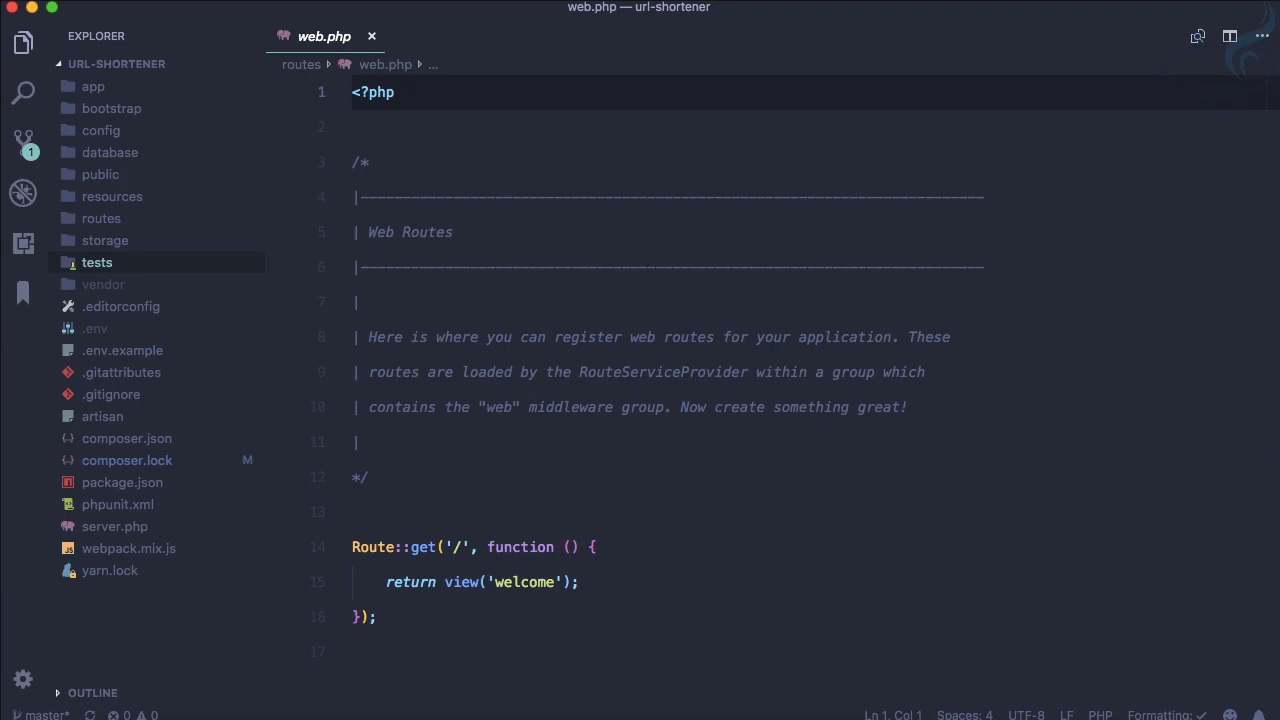 web.php — url-shortener
EXPLORER
web.php
URL-SHORTENER
routes
web.php
...
app
bootstrap
config
database
public
resources
routes
storage
tests
vendor
.editorconfig
.env
.env.example
.gitattributes
.gitignore
artisan
composer.json
composer.lock M
package.json
phpunit.xml
server.php
webpack.mix.js
yarn.lock
OUTLINE
1
1 <?php
2
3 /*
4 |--------------------------------------------------------------------------
5 | Web Routes
6 |--------------------------------------------------------------------------
7 |
8 | Here is where you can register web routes for your application. These
9 | routes are loaded by the RouteServiceProvider within a group which
10 | contains the "web" middleware group. Now create something great!
11 |
12 */
13
14 Route::get('/', function () {
15 return view('welcome');
16 });
17
master* 0 0 Ln 1, Col 1 Spaces: 4 UTF-8 LF PHP Formatting: ✓